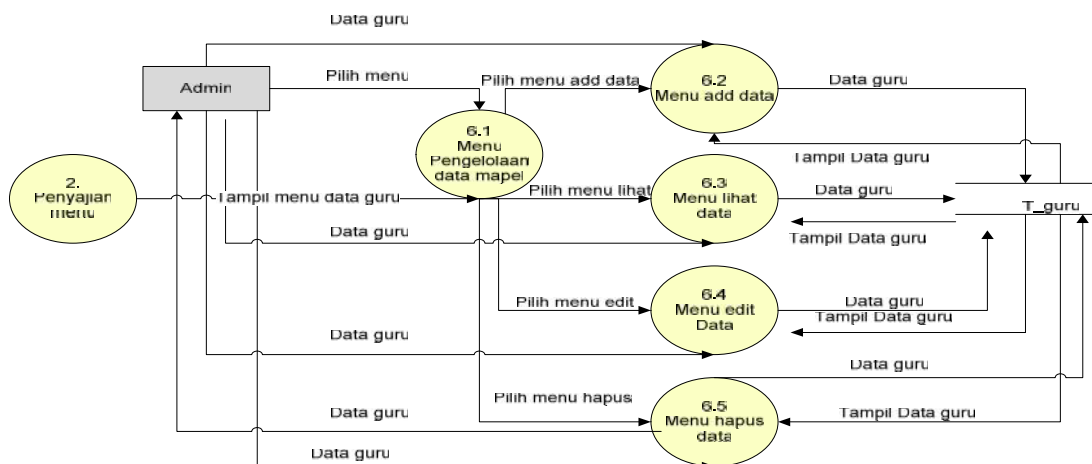 Data guru
Admin
Pilih menu
Pilih menu add data
6.2
Menu add data
Data guru
6.1
Menu
Pengelolaan
data mapel
Tampil Data guru
2.
Penyajian
menu
Tampil menu data guru
Pilih menu lihat
6.3
Menu lihat
data
Data guru
T_guru
Data guru
Tampil Data guru
Pilih menu edit
6.4
Menu edit
Data
Data guru
Tampil Data guru
Data guru
Data guru
Pilih menu hapus
6.5
Menu hapus
data
Data guru
Tampil Data guru
Data guru